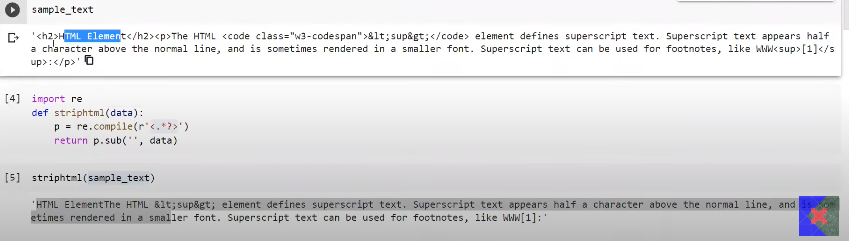 sample_text
'<h2>HTML Element</h2><p>The HTML <code class="w3-codespan">&lt;sup&gt;</code> element defines superscript text. Superscript text appears half
a character above the normal line, and is sometimes rendered in a smaller font. Superscript text can be used for footnotes, like WWW<sup>[1]</s
up>:</p>'
[4] import re
def striphtml(data):
p = re.compile(r'<.*?>')
return p.sub('', data)
[5] striphtml(sample_text)
'HTML ElementThe HTML &lt;sup&gt; element defines superscript text. Superscript text appears half a character above the normal line, and is som
etimes rendered in a smaller font. Superscript text can be used for footnotes, like WWW[1]:'